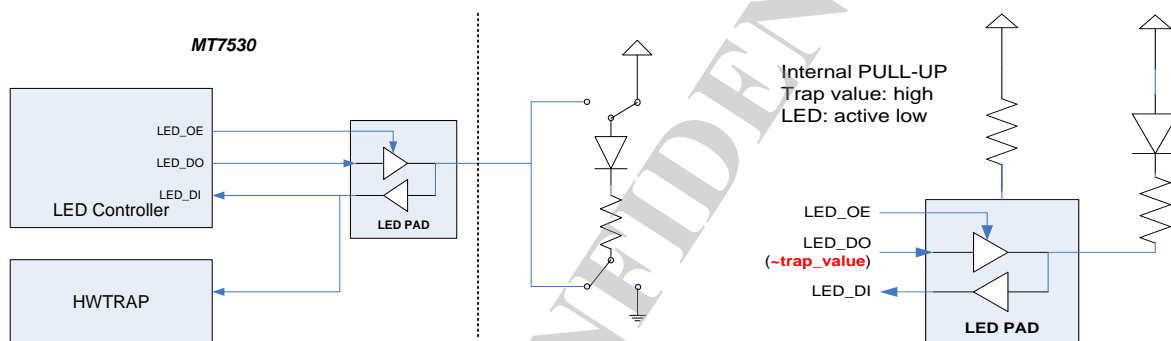 MT7530
LED_OE
LED_DO
LED_DI
LED Controller
LED PAD
HWTRAP
Internal PULL-UP
Trap value: high
LED: active low
LED_OE
LED_DO
(~trap_value)
LED_DI
LED PAD
NFIDEN